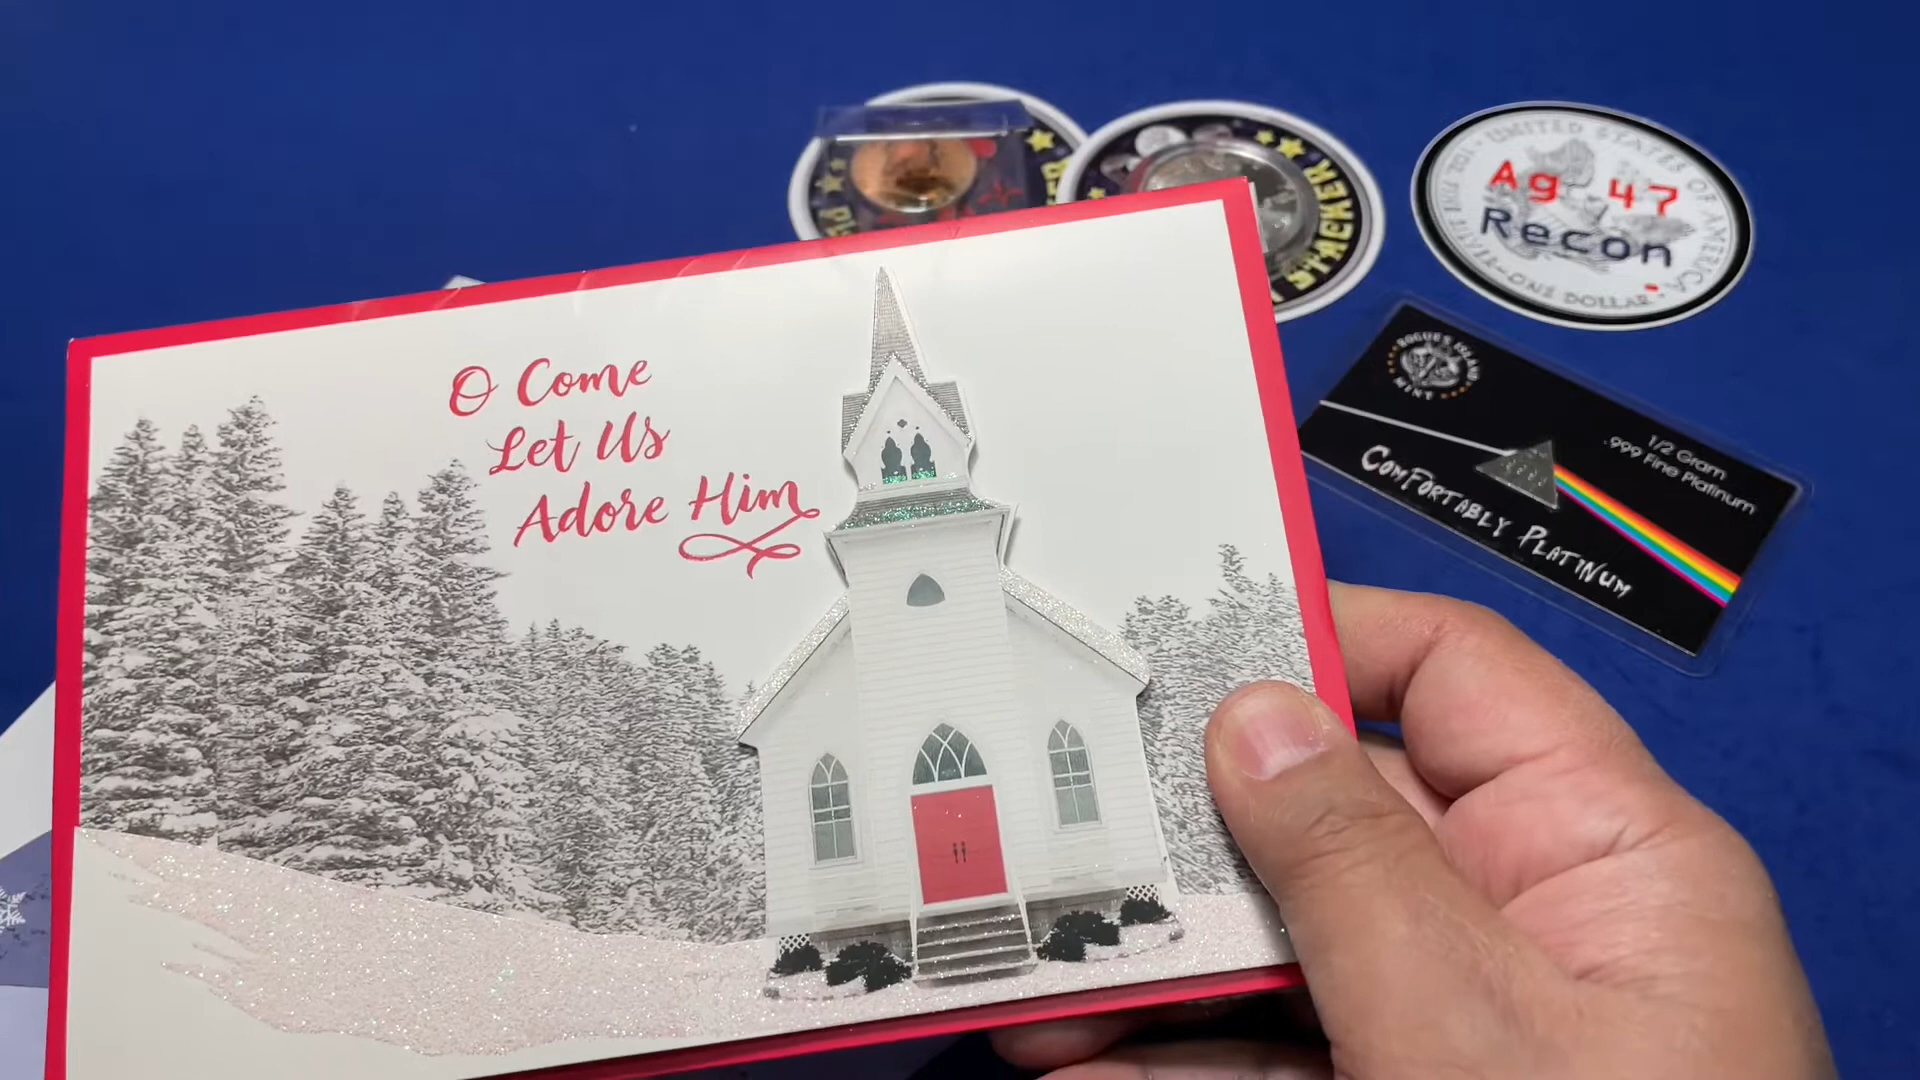 O Come
Let Us
Adore Him
STACKER
UNITED STATES OF AMERICA
Ag 47
Recon
ONE DOLLAR
ROGUE ISLAND
MINT
1/2 Gram
.999 Fine Platinum
COMFORTABLY PLATINUM